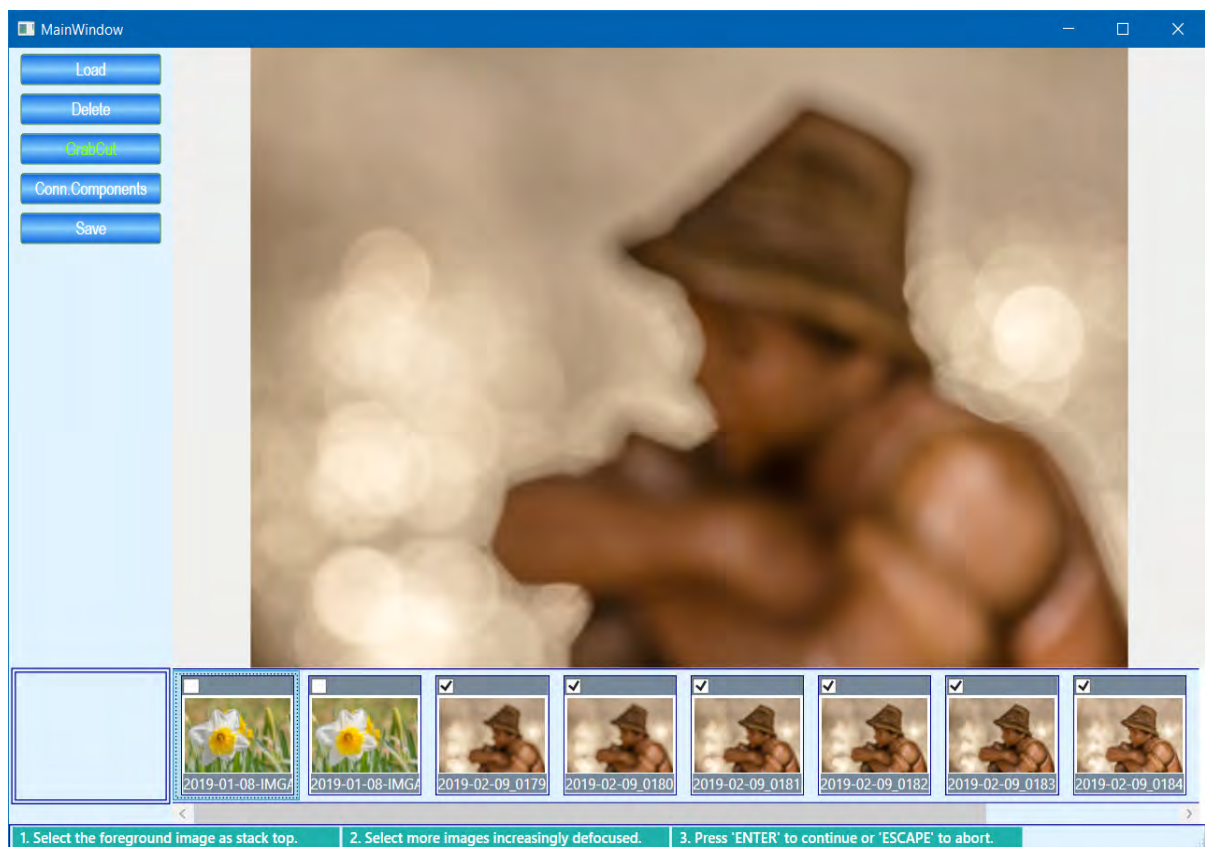 MainWindow
Load
Delete
GrabCut
Conn.Components
Save
2019-01-08-IMGA
2019-01-08-IMGA
2019-02-09_0179
2019-02-09_0180
2019-02-09_0181
2019-02-09_0182
2019-02-09_0183
2019-02-09_0184
1. Select the foreground image as stack top.
2. Select more images increasingly defocused.
3. Press 'ENTER' to continue or 'ESCAPE' to abort.